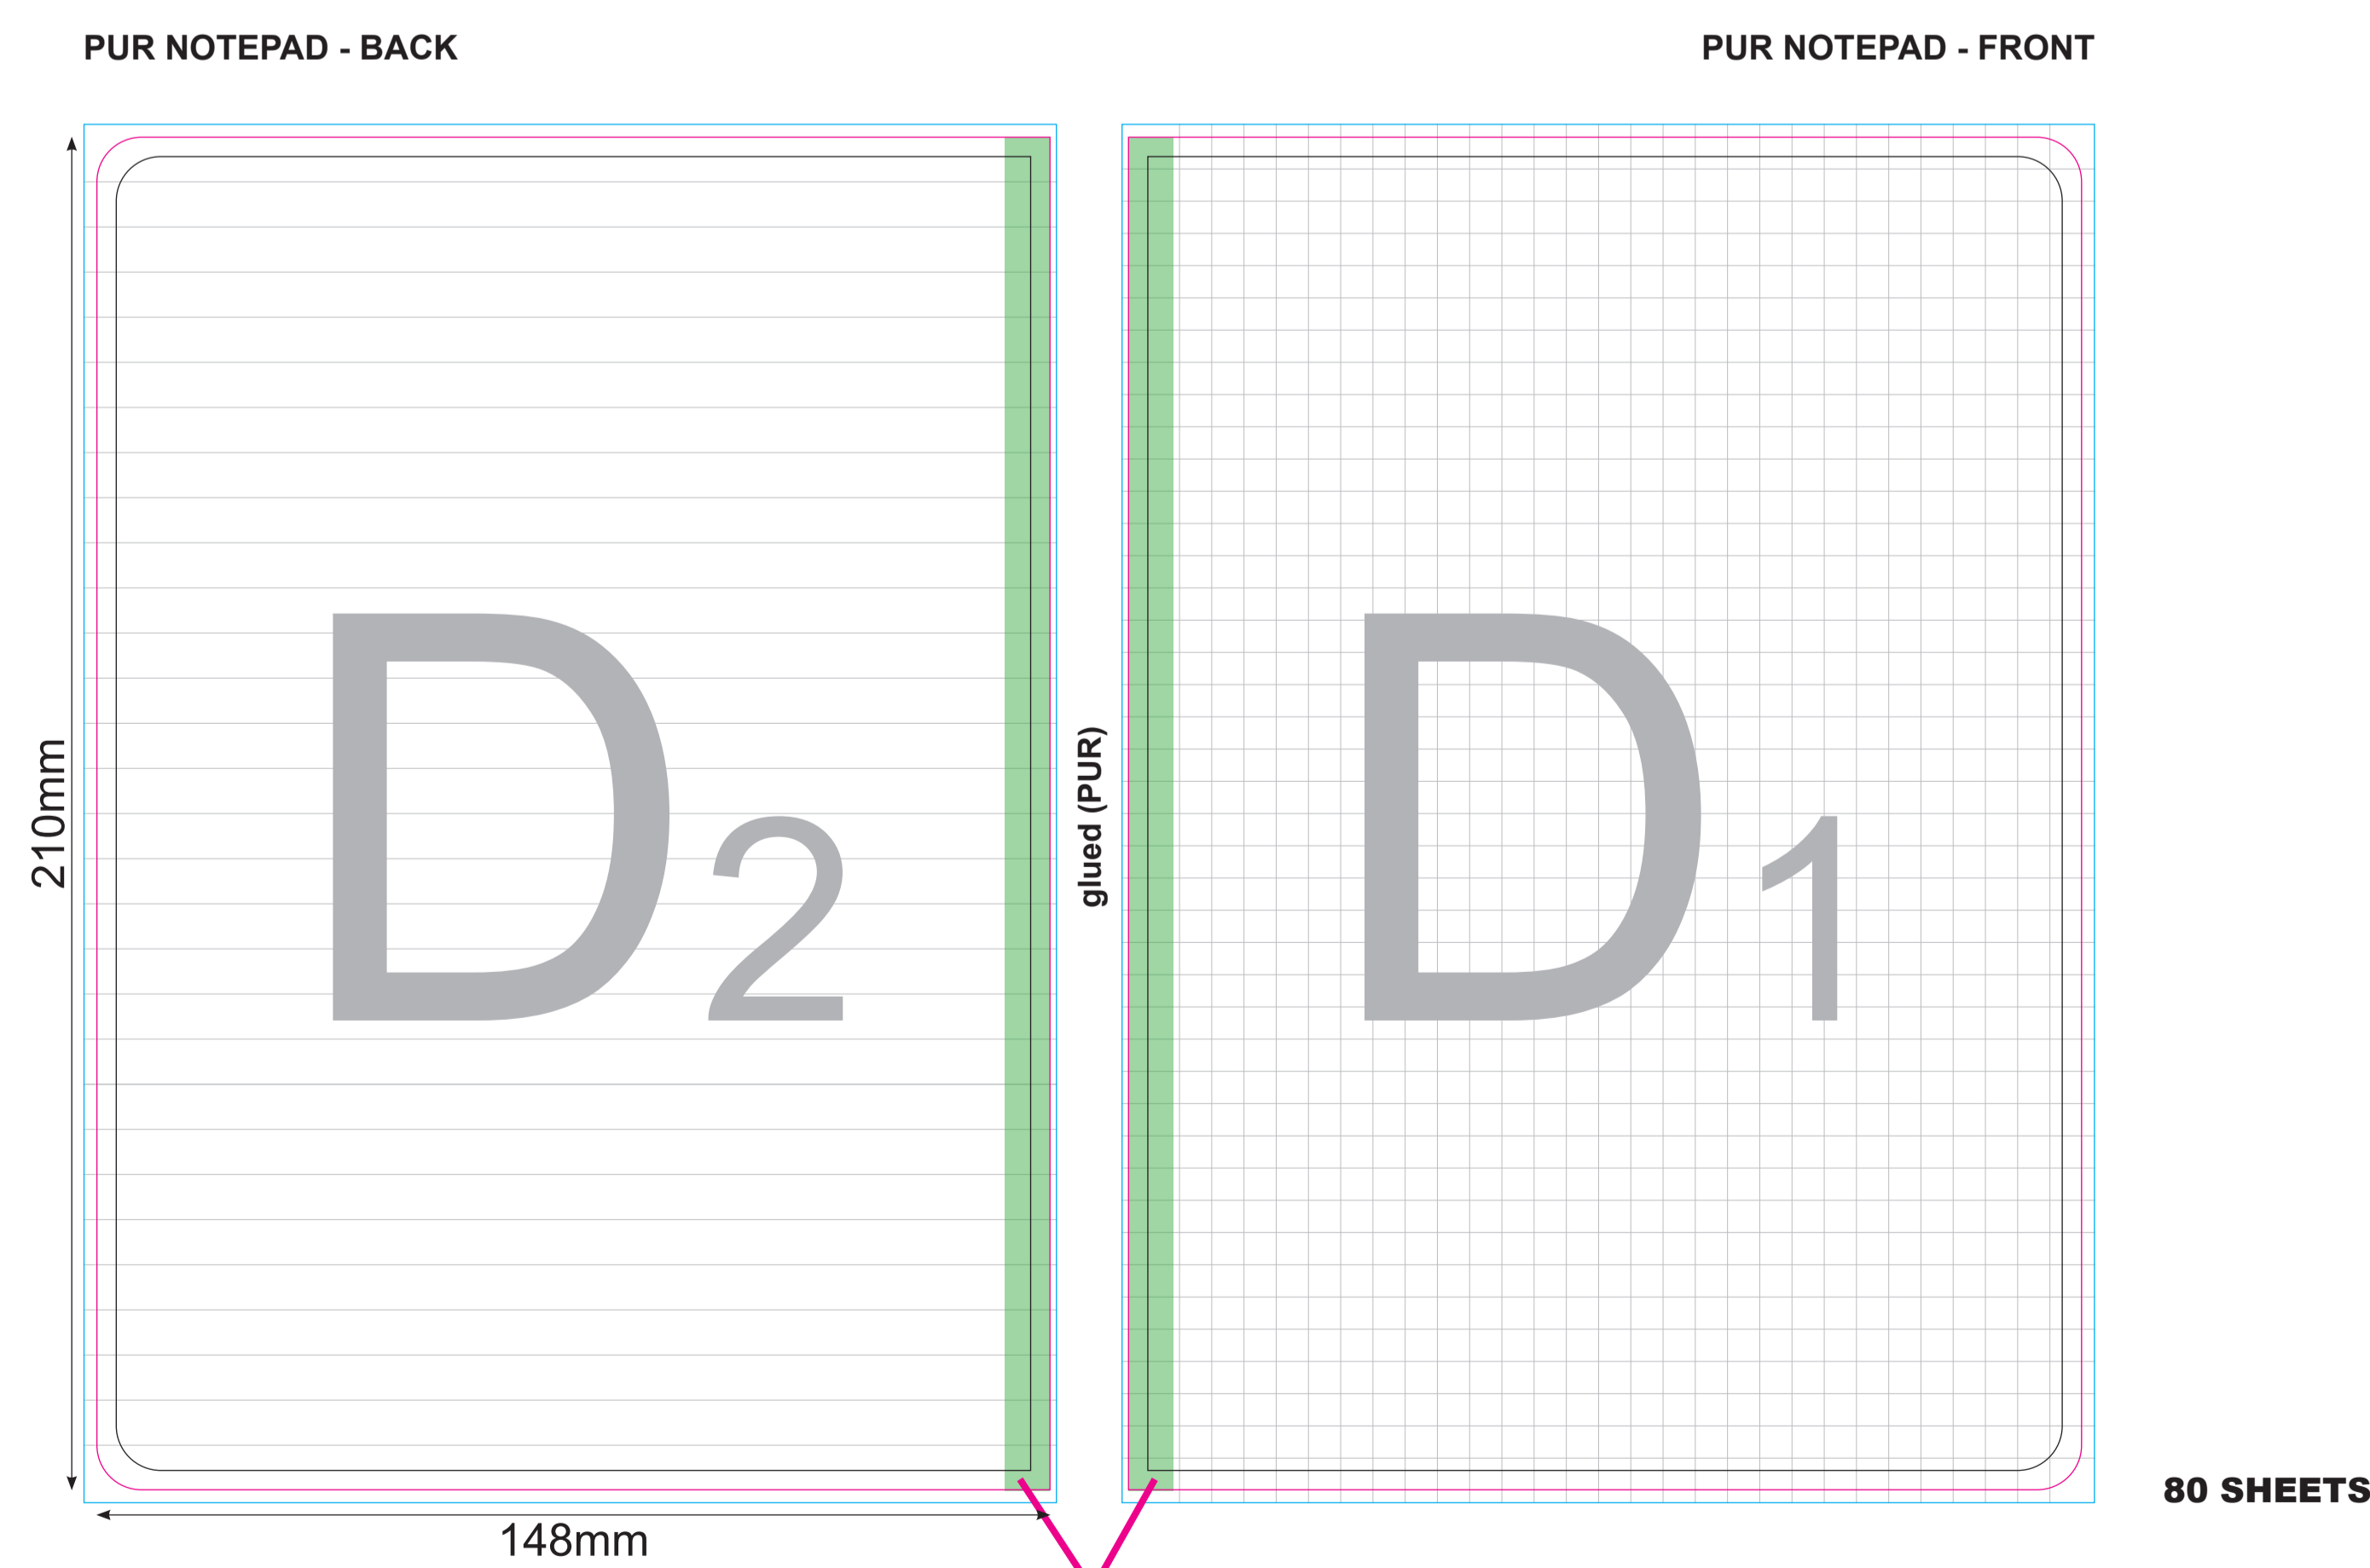 PUR NOTEPAD - BACK
PUR NOTEPAD - FRONT
210mm
D2
glued (PUR)
D1
80 SHEETS
148mm